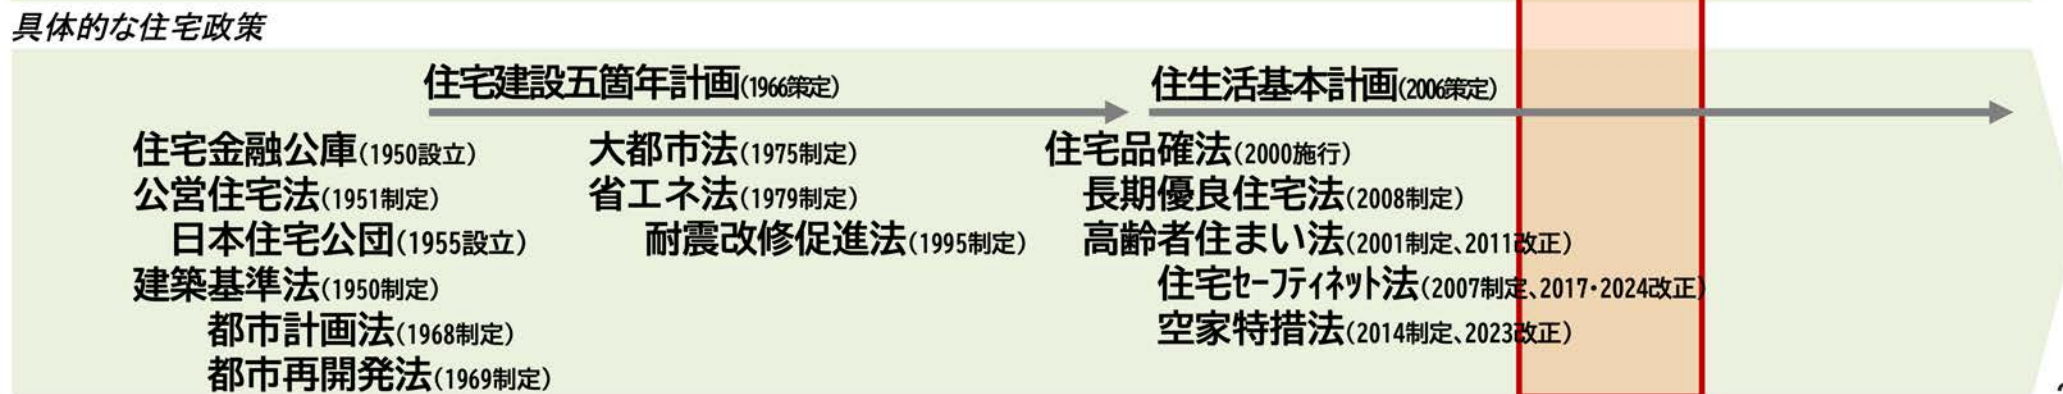 具体的な住宅政策
住宅建設五箇年計画(1966策定) 住生活基本計画(2006策定)
住宅金融公庫(1950設立) 大都市法(1975制定) 住宅品確法(2000施行)
公営住宅法(1951制定) 省エネ法(1979制定) 長期優良住宅法(2008制定)
日本住宅公団(1955設立) 耐震改修促進法(1995制定) 高齢者住まい法(2001制定、2011改正)
建築基準法(1950制定) 住宅ｾｰﾌﾃｨﾈｯﾄ法(2007制定、2017・2024改正)
都市計画法(1968制定) 空家特措法(2014制定、2023改正)
都市再開発法(1969制定)